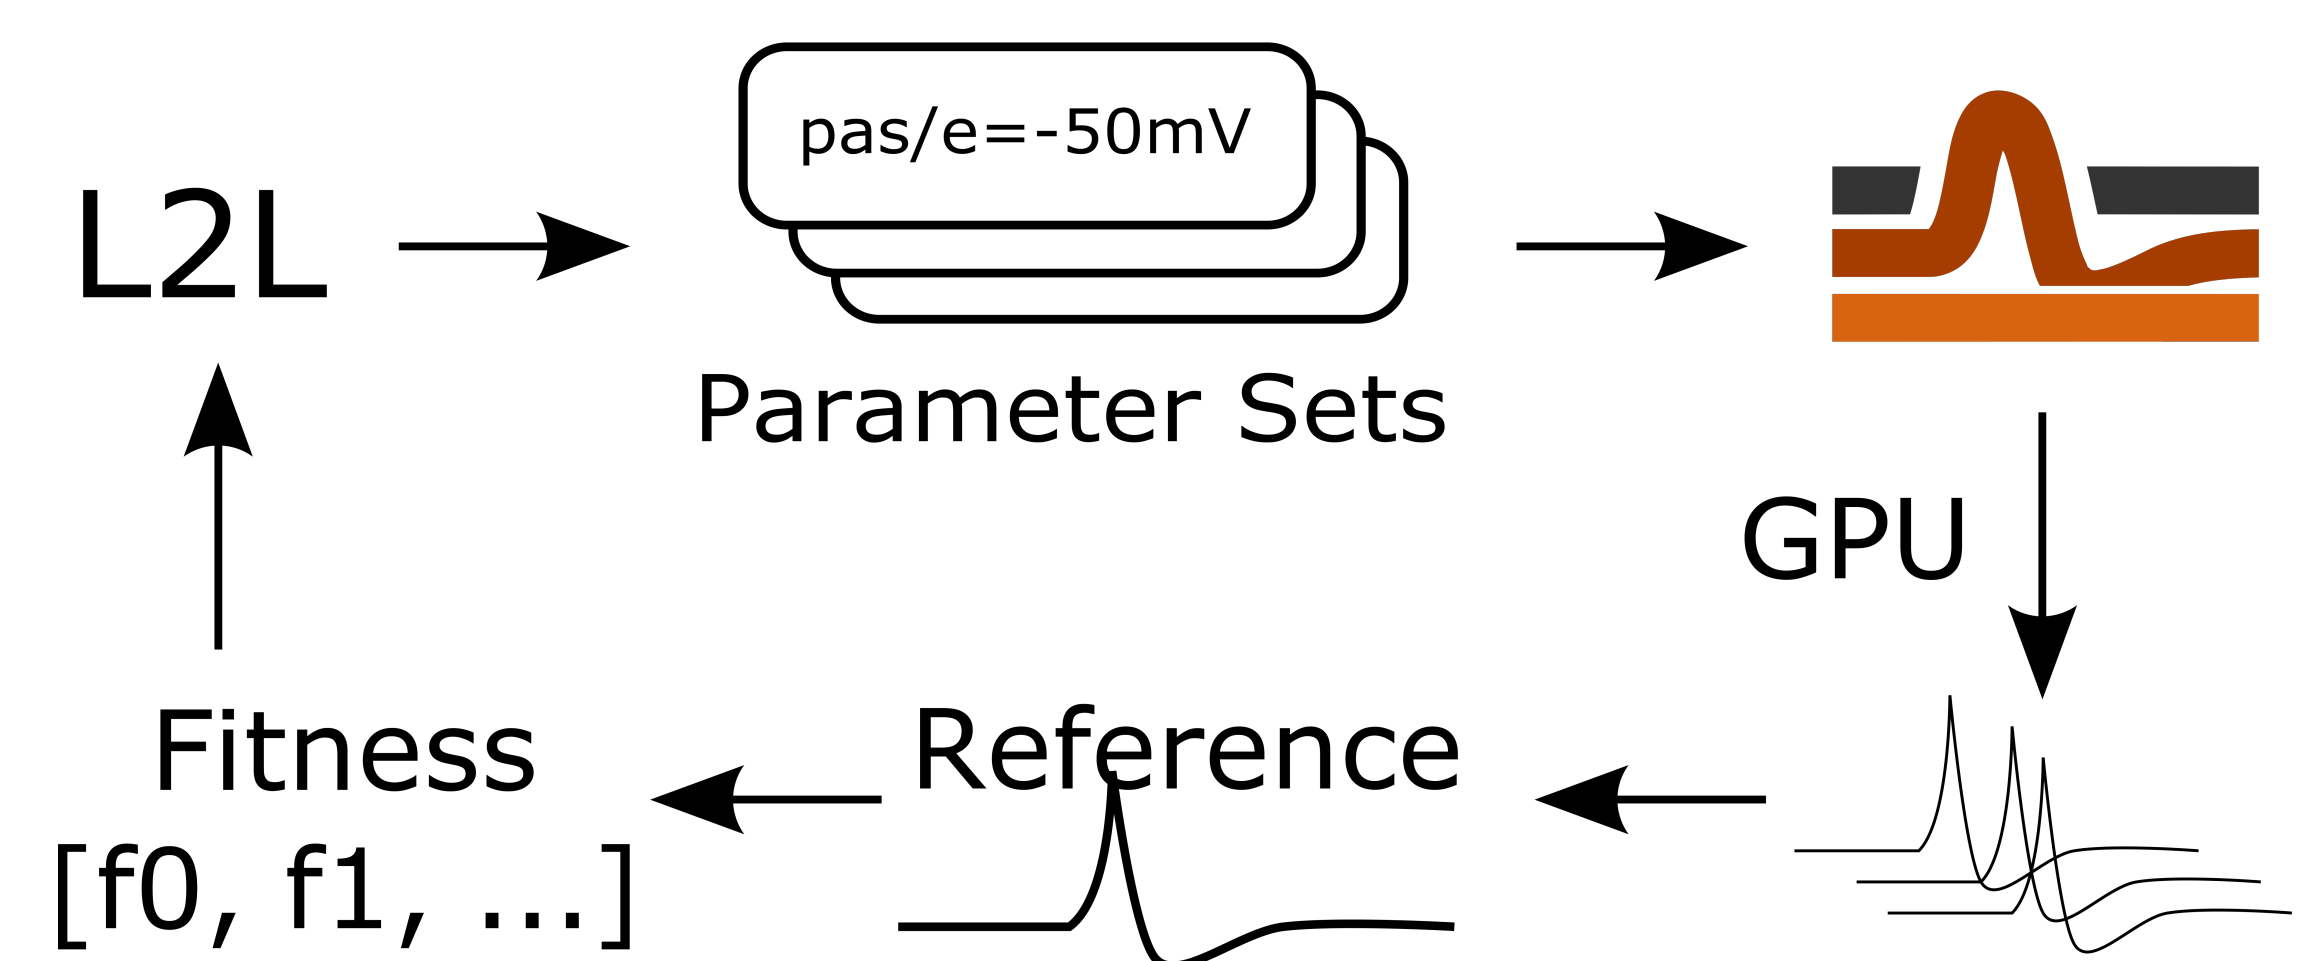 pas/e=-50mV
L2L
Parameter Sets
GPU
Fitness
[f0, f1, ...]
Reference